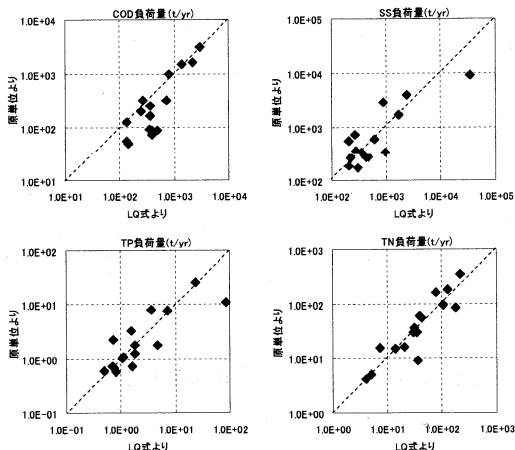 COD負荷量(t/yr)
1.0E+04
1.0E+03
1.0E+02
1.0E+01
原単位より
1.0E+01 1.0E+02 1.0E+03 1.0E+04
LQ式より
SS負荷量(t/yr)
1.0E+05
1.0E+04
1.0E+03
1.0E+02
原単位より
1.0E+02 1.0E+03 1.0E+04 1.0E+05
LQ式より
TP負荷量(t/yr)
1.0E+02
1.0E+01
1.0E+00
1.0E-01
原単位より
1.0E-01 1.0E+00 1.0E+01 1.0E+02
LQ式より
TN負荷量(t/yr)
1.0E+03
1.0E+02
1.0E+01
1.0E+00
原単位より
1.0E+00 1.0E+01 1.0E+02 1.0E+03
LQ式より